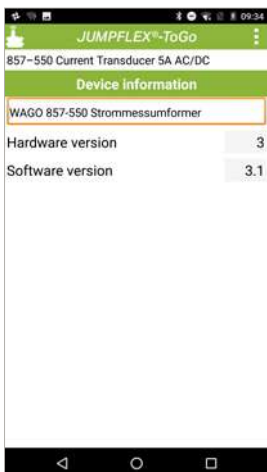 09:34
JUMPFLEX®-ToGo
857-550 Current Transducer 5A AC/DC
Device information
WAGO 857-550 Strommessumformer
Hardware version 3
Software version 3.1